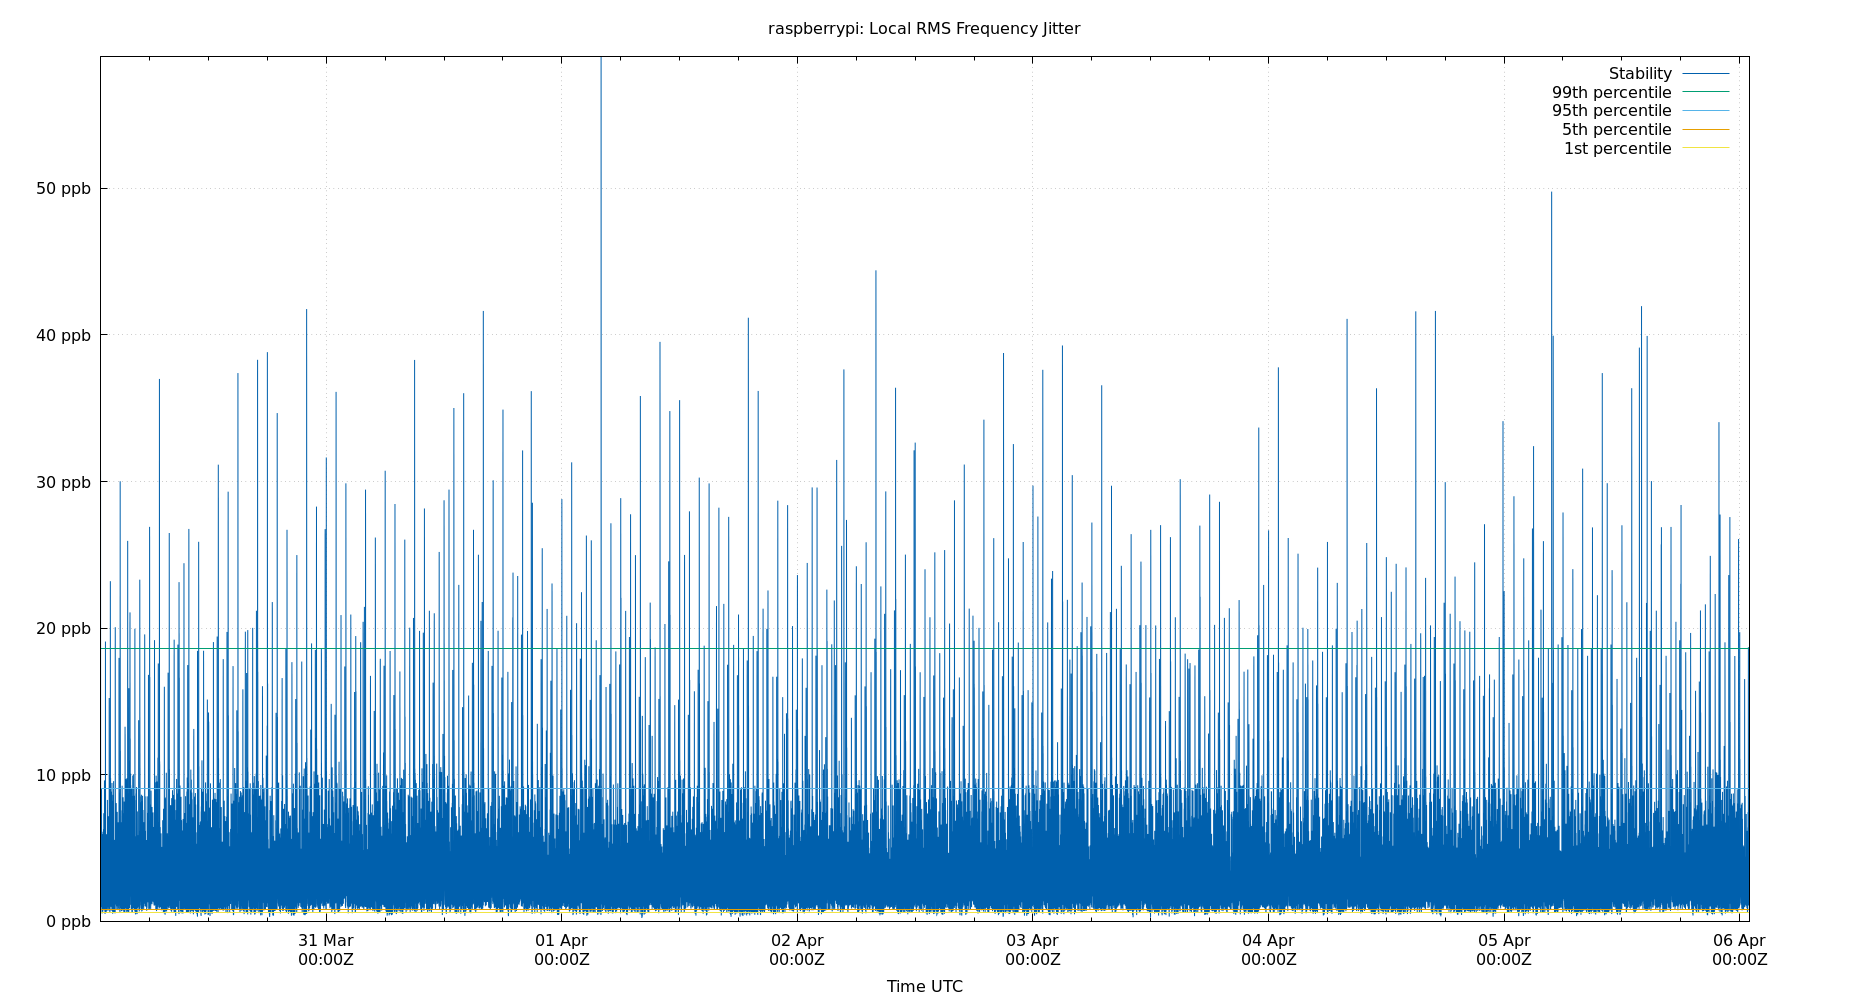 raspberrypi: Local RMS Frequency Jitter
Stability
99th percentile
95th percentile
5th percentile
1st percentile
50 ppb
40 ppb
30 ppb
20 ppb
10 ppb
0 ppb
31 Mar 01 Apr 02 Apr 03 Apr 04 Apr 05 Apr 06 Apr
00:00Z 00:00Z 00:00Z 00:00Z 00:00Z 00:00Z 00:00Z
Time UTC